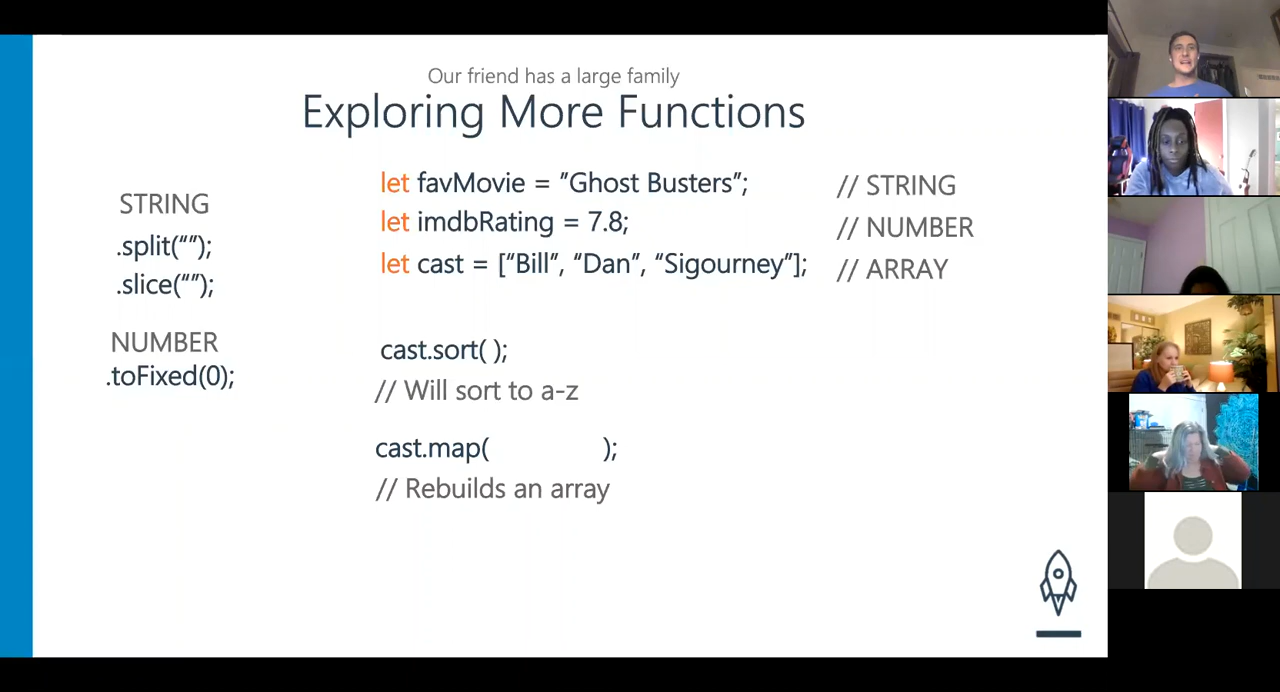 Our friend has a large family
Exploring More Functions
STRING
.split(“”);
.slice(“”);
NUMBER
.toFixed(0);
let favMovie = “Ghost Busters”;
let imdbRating = 7.8;
let cast = [“Bill”, “Dan”, “Sigourney”];
// STRING
// NUMBER
// ARRAY
cast.sort( );
// Will sort to a-z
cast.map( );
// Rebuilds an array